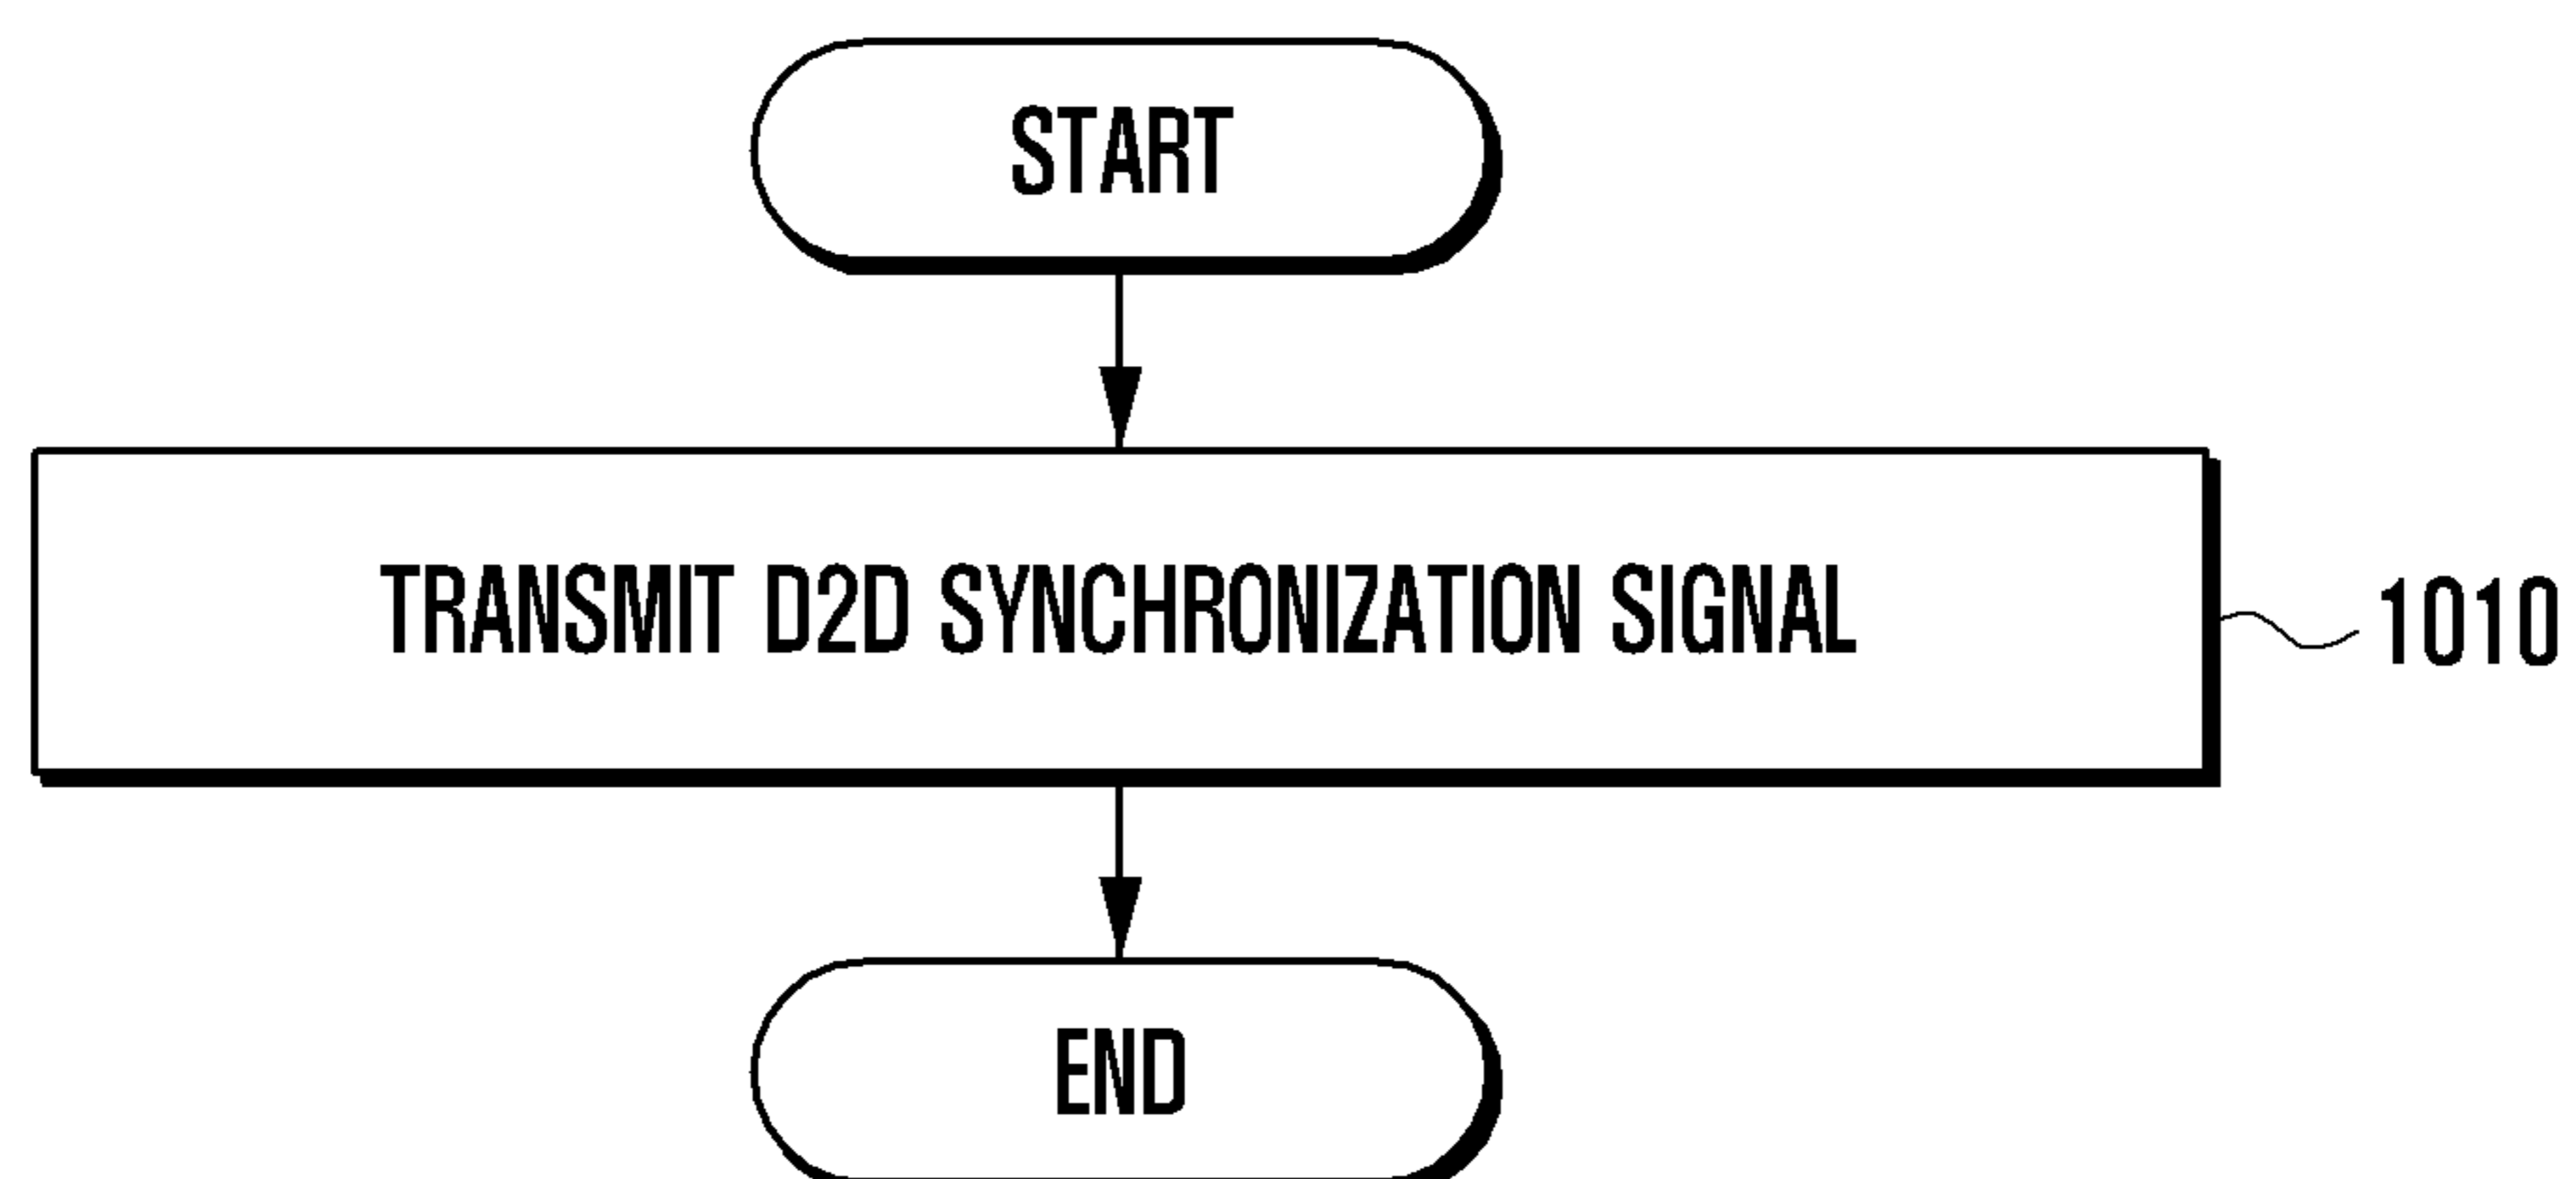 START
TRANSMIT D2D SYNCHRONIZATION SIGNAL
1010
END